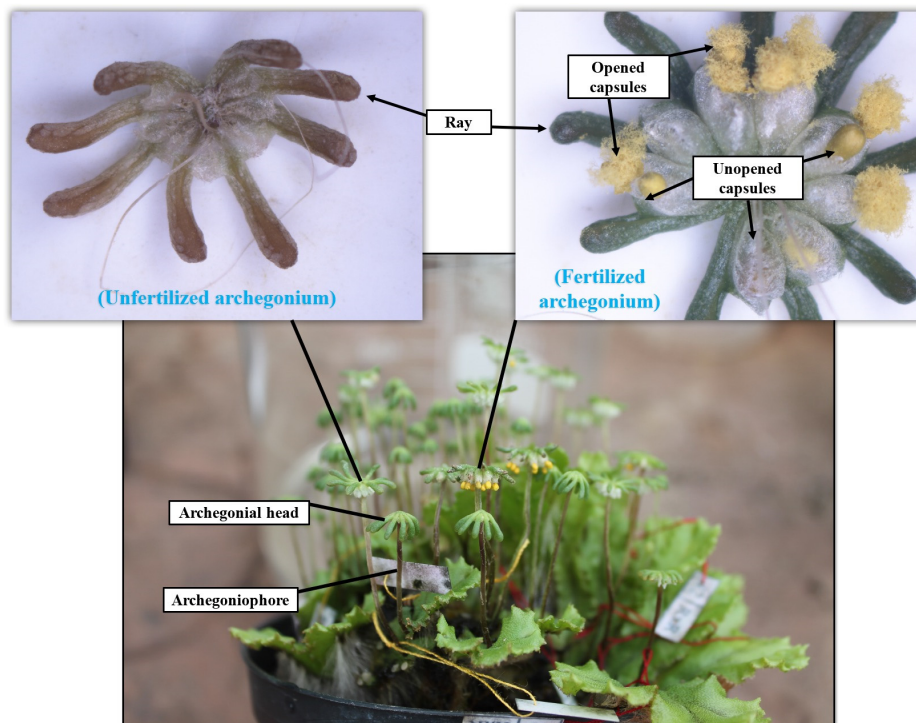 Opened
capsules
Ray
Unopened
capsules
(Unfertilized archegonium)
(Fertilized
archegonium)
Archegonial head
Archegoniophore